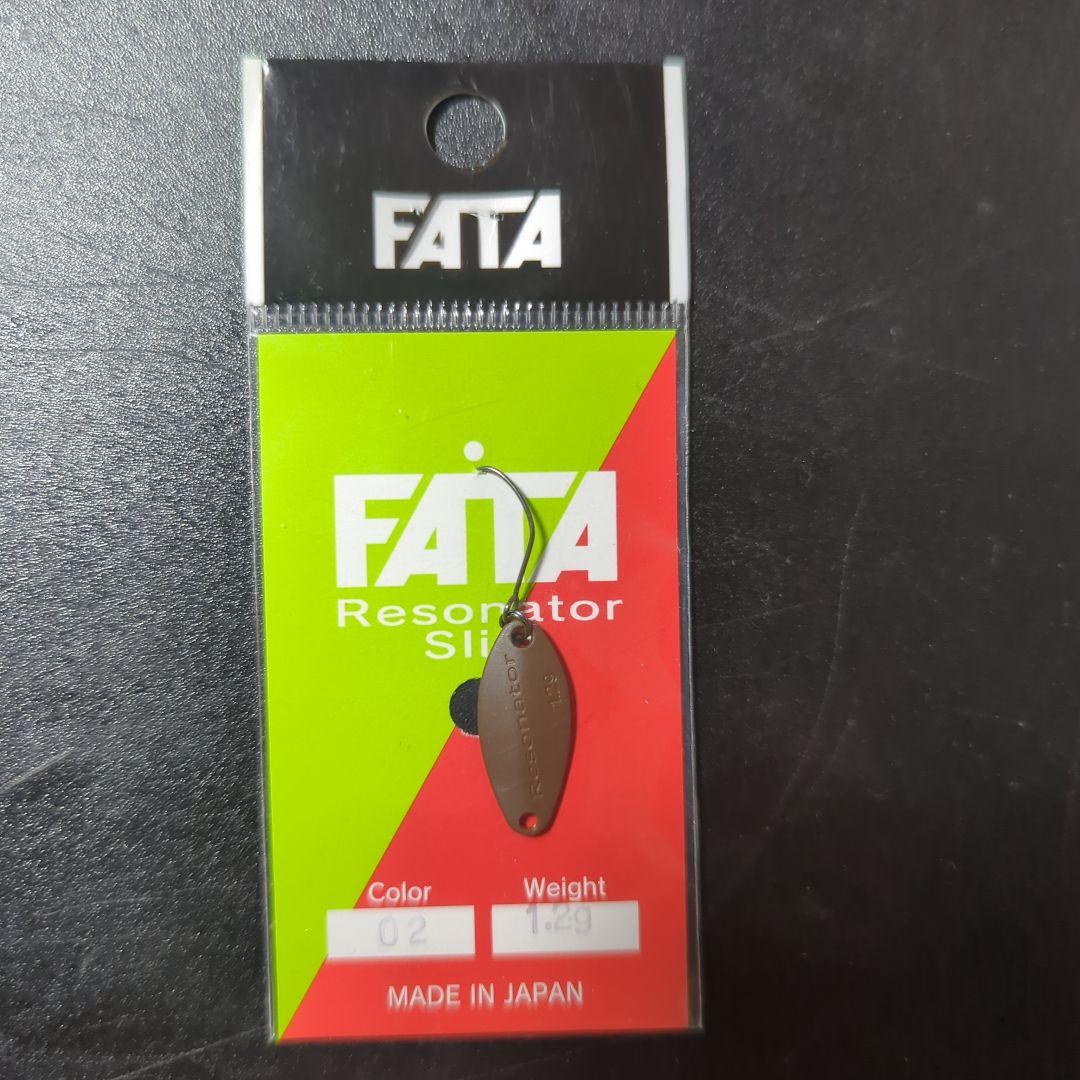 FATA
FATA
Resonator
Sli
Resonator
1.2g
Color
Weight
02
1.2g
MADE IN JAPAN